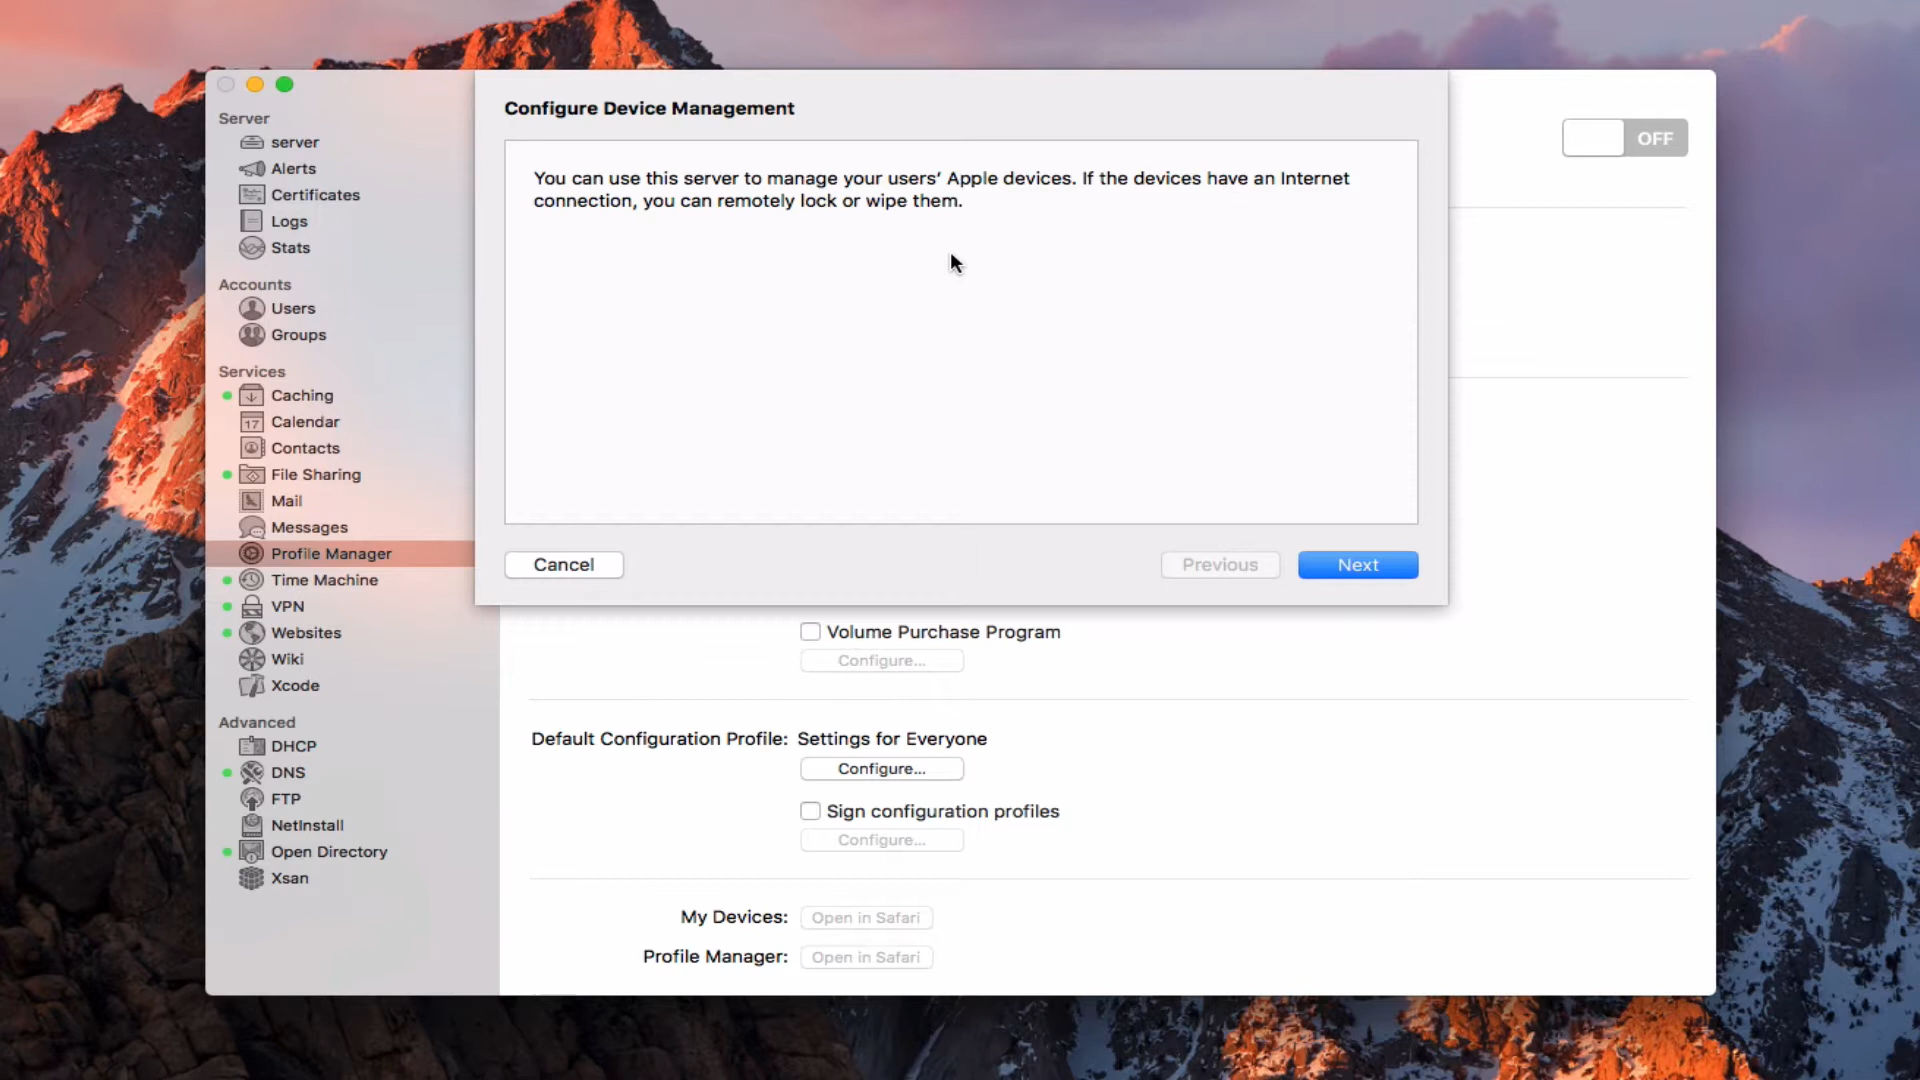 Server
server
Alerts
Certificates
Logs
Stats
Accounts
Users
Groups
Services
Caching
17
Calendar
Contacts
File Sharing
Mail
Messages
Profile Manager
Time Machine
VPN
Websites
Wiki
Xcode
Advanced
DHCP
DNS
FTP
NetInstall
Open Directory
Xsan
Configure Device Management
You can use this server to manage your users’ Apple devices. If the devices have an Internet
connection, you can remotely lock or wipe them.
Cancel
Previous
Next
OFF
Volume Purchase Program
Configure...
Default Configuration Profile: Settings for Everyone
Configure...
Sign configuration profiles
Configure...
My Devices: Open in Safari
Profile Manager: Open in Safari